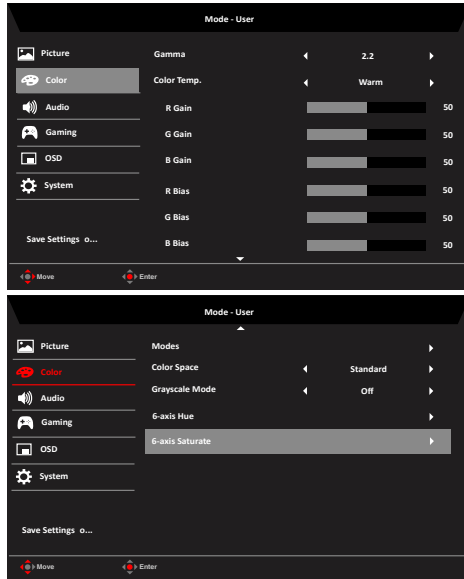 Mode - User
Picture
Gamma 2.2
Color
Color Temp. Warm
Audio
R Gain 50
Gaming
G Gain 50
OSD
B Gain 50
System
R Bias 50
G Bias 50
Save Settings o...
B Bias 50
Move Enter
Mode - User
Picture
Modes
Color
Color Space Standard
Audio
Grayscale Mode Off
Gaming
6-axis Hue
OSD
6-axis Saturate
System
Save Settings o...
Move Enter